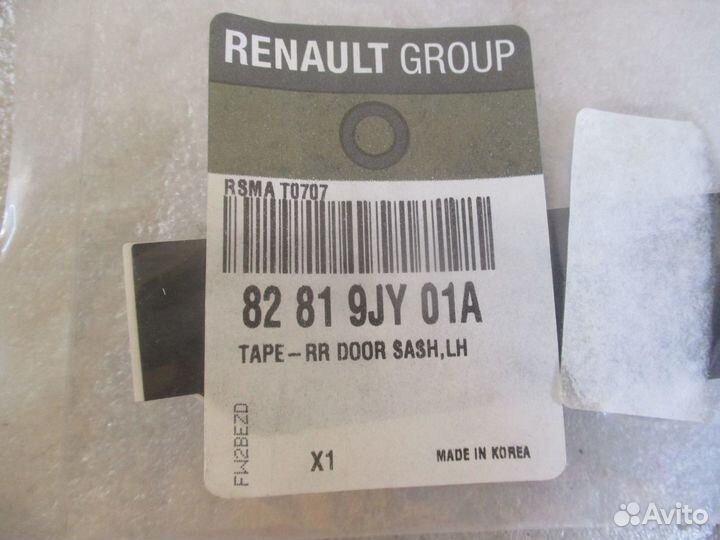 RENAULT GROUP
RSMA T0707
82 81 9JY 01A
TAPE-RR DOOR SASH,LH
FW2BEZD
X1
MADE IN KOREA
Avito